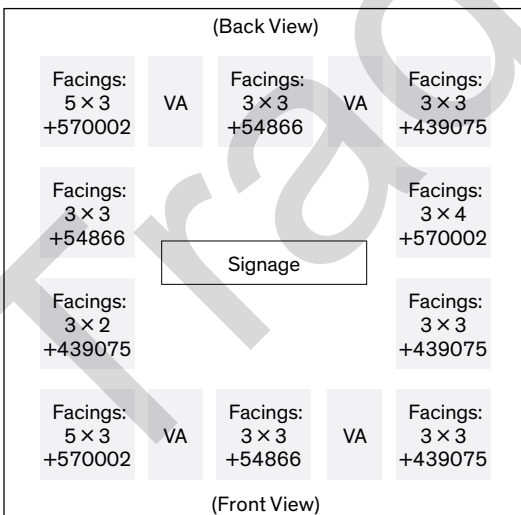 (Back View)
Facings:
5 × 3
+570002
VA
Facings:
3 × 3
+54866
VA
Facings:
3 × 3
+439075
Facings:
3 × 3
+54866
Facings:
3 × 4
+570002
Signage
Facings:
3 × 2
+439075
Facings:
3 × 3
+439075
Facings:
5 × 3
+570002
VA
Facings:
3 × 3
+54866
VA
Facings:
3 × 3
+439075
(Front View)